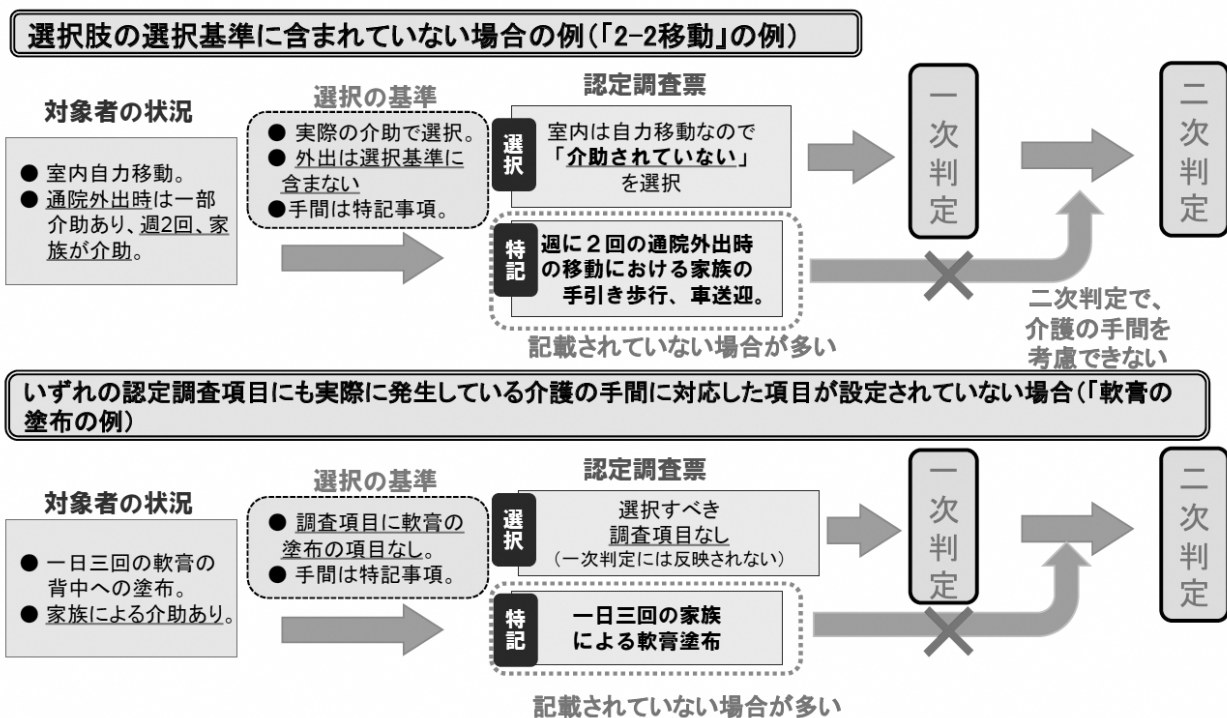 選択肢の選択基準に含まれていない場合の例(「2-2移動」の例)
対象者の状況
● 室内自力移動。
● 通院外出時は一部
介助あり、週2回、家
族が介助。
選択の基準
● 実際の介助で選択。
● 外出は選択基準に
含まない
●手間は特記事項。
認定調査票
選択
室内は自力移動なので
「介助されていない」
を選択
特記
週に2回の通院外出時
の移動における家族の
手引き歩行、車送迎。
記載されていない場合が多い
一次判定
二次判定
二次判定で、
介護の手間を
考慮できない
いずれの認定調査項目にも実際に発生している介護の手間に対応した項目が設定されていない場合(「軟膏の
塗布の例)
対象者の状況
● 一日三回の軟膏の
背中への塗布。
● 家族による介助あり。
選択の基準
● 調査項目に軟膏の
塗布の項目なし。
● 手間は特記事項。
認定調査票
選択
選択すべき
調査項目なし
(一次判定には反映されない)
特記
一日三回の家族
による軟膏塗布
記載されていない場合が多い
一次判定
二次判定